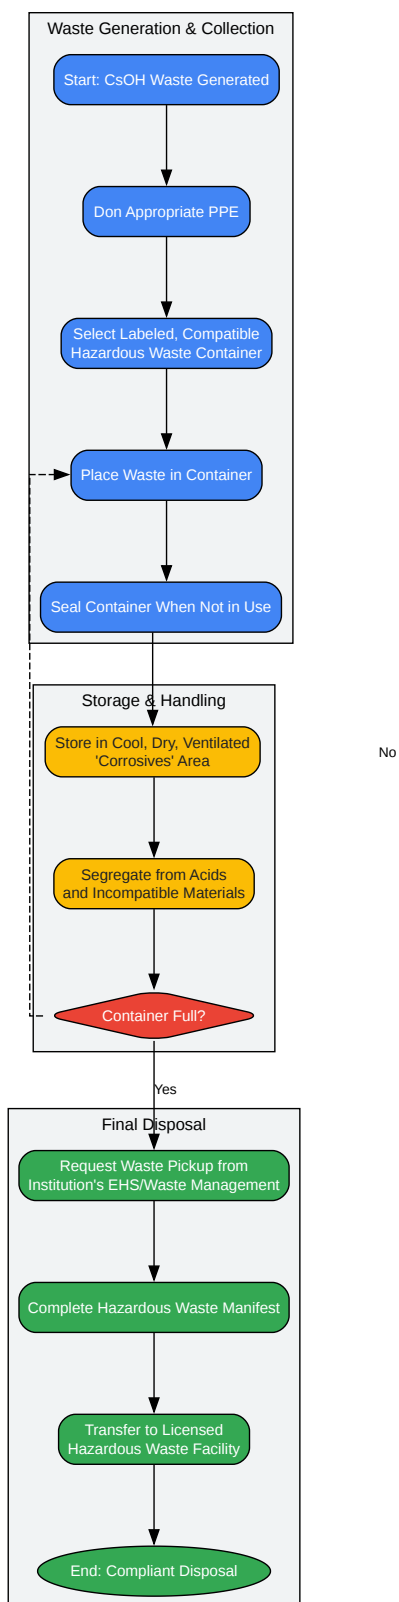 Waste Generation & Collection
Start: CsOH Waste Generated
Don Appropriate PPE
Select Labeled, Compatible
Hazardous Waste Container
Place Waste in Container
Seal Container When Not in Use
Storage & Handling
Store in Cool, Dry, Ventilated
'Corrosives' Area
No
Segregate from Acids
and Incompatible Materials
Container Full?
Yes
Final Disposal
Request Waste Pickup from
Institution's EHS/Waste Management
Complete Hazardous Waste Manifest
Transfer to Licensed
Hazardous Waste Facility
End: Compliant Disposal